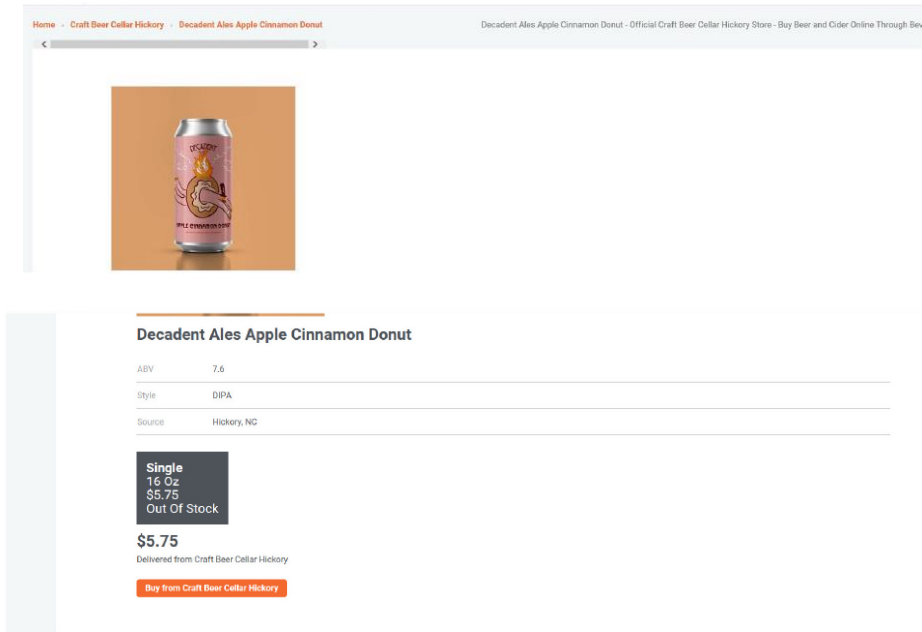 Home · Craft Beer Cellar Hickory · Decadent Ales Apple Cinnamon Donut
Decadent Ales Apple Cinnamon Donut - Official Craft Beer Cellar Hickory Store - Buy Beer and Cider Online Through Bev
DECADENT
APPLE CINNAMON DONUT
Decadent Ales Apple Cinnamon Donut
ABV 7.6
Style DIPA
Source Hickory, NC
Single
16 Oz
$5.75
Out Of Stock
$5.75
Delivered from Craft Beer Cellar Hickory
Buy from Craft Beer Cellar Hickory